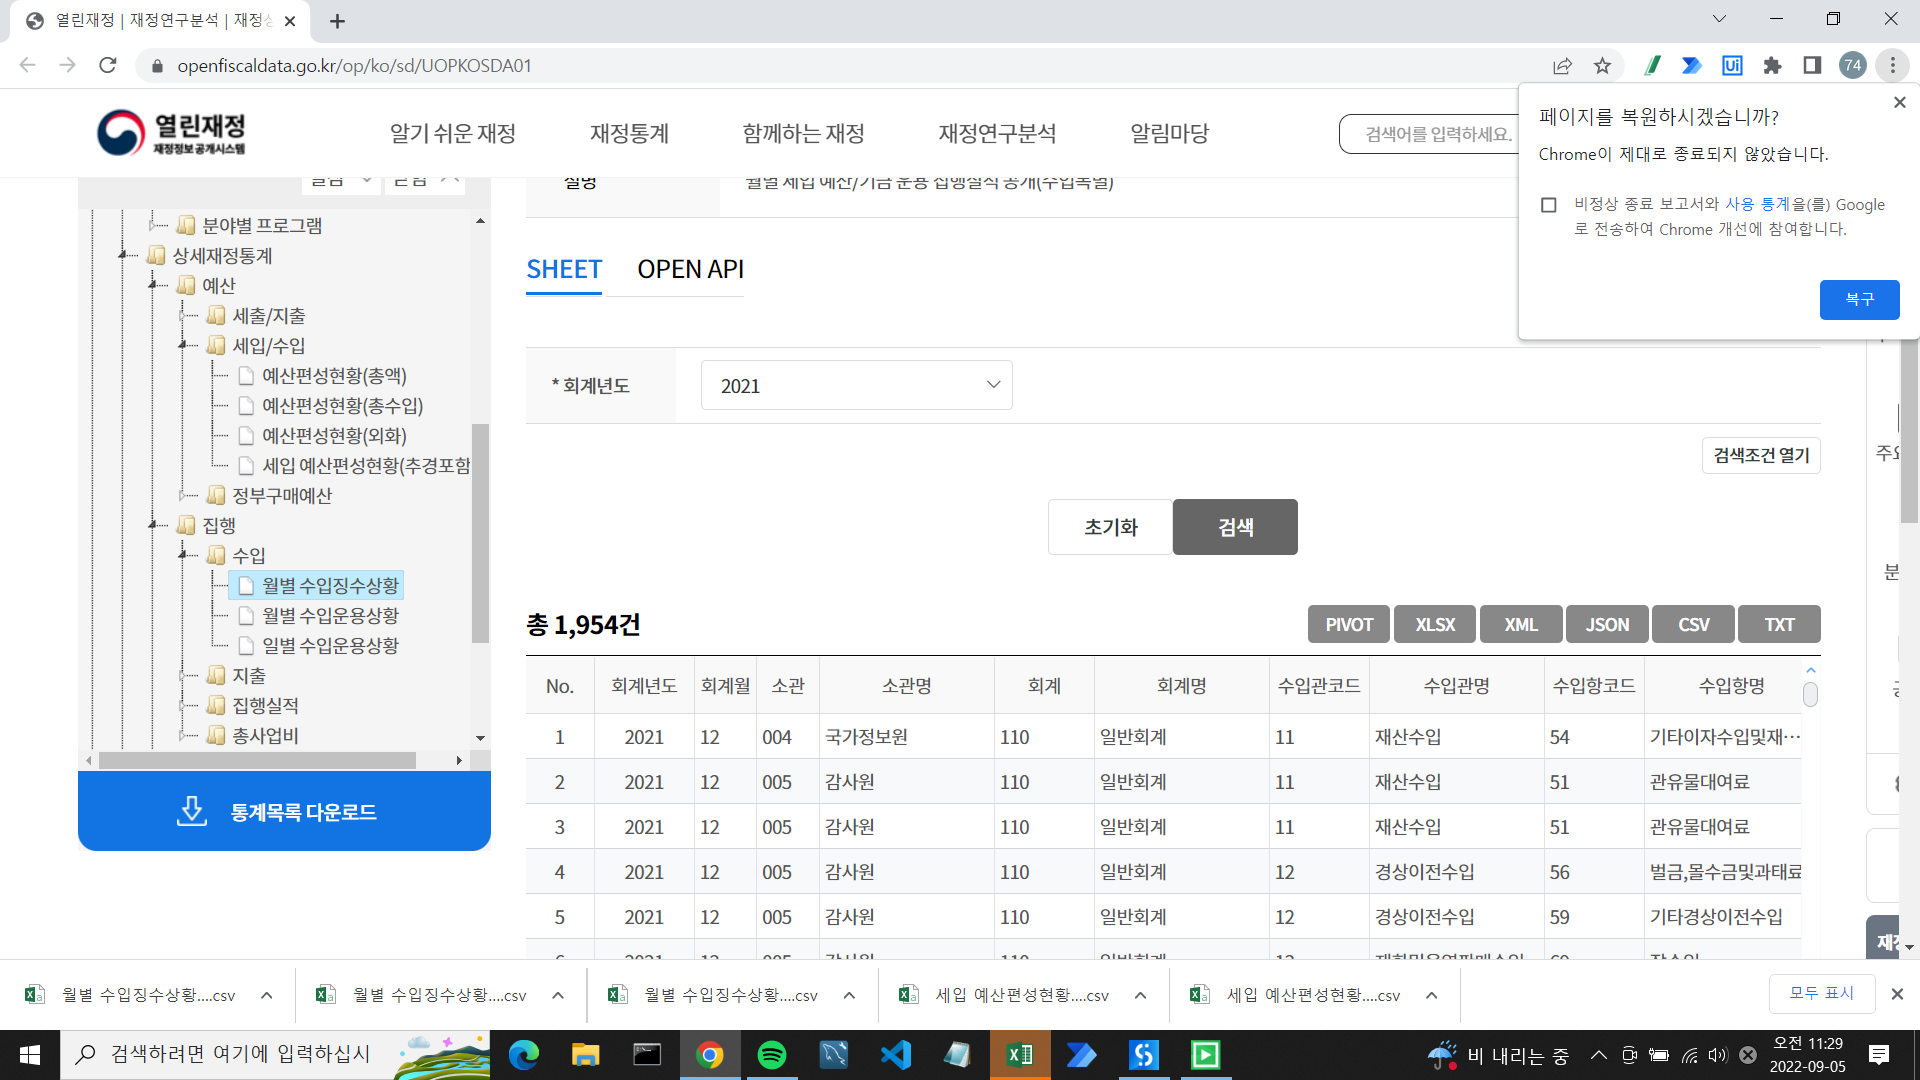 열린재정 | 재정연구분석 | 재정상
openfiscaldata.go.kr/op/ko/sd/UOPKOSDA01
Ui
74
열린재정
재정정보공개시스템
알기 쉬운 재정
재정통계
함께하는 재정
재정연구분석
알림마당
검색어를 입력하세요.
페이지를 복원하시겠습니까?
Chrome이 제대로 종료되지 않았습니다.
비정상 종료 보고서와 사용 통계을(를) Google
로 전송하여 Chrome 개선에 참여합니다.
복구
열림
닫힘
분야별 프로그램
상세재정통계
예산
세출/지출
세입/수입
예산편성현황(총액)
예산편성현황(총수입)
예산편성현황(외화)
세입 예산편성현황(추경포함
정부구매예산
집행
수입
월별 수입징수상황
월별 수입운용상황
일별 수입운용상황
지출
집행실적
총사업비
통계목록 다운로드
설명
월별 세입 예산/기금 운용 집행실적 공개(수입목별)
SHEET
OPEN API
* 회계년도
2021
검색조건 열기
초기화
검색
총 1,954건
PIVOT
XLSX
XML
JSON
CSV
TXT
No. 회계년도 회계월 소관 소관명 회계 회계명 수입관코드 수입관명 수입항코드 수입항명
1 2021 12 004 국가정보원 110 일반회계 11 재산수입 54 기타이자수입및재…
2 2021 12 005 감사원 110 일반회계 11 재산수입 51 관유물대여료
3 2021 12 005 감사원 110 일반회계 11 재산수입 51 관유물대여료
4 2021 12 005 감사원 110 일반회계 12 경상이전수입 56 벌금,몰수금및과태료
5 2021 12 005 감사원 110 일반회계 12 경상이전수입 59 기타경상이전수입
주요
분
월별 수입징수상황....csv
월별 수입징수상황....csv
월별 수입징수상황....csv
세입 예산편성현황....csv
세입 예산편성현황....csv
모두 표시
검색하려면 여기에 입력하십시
비 내리는 중
오전 11:29
2022-09-05